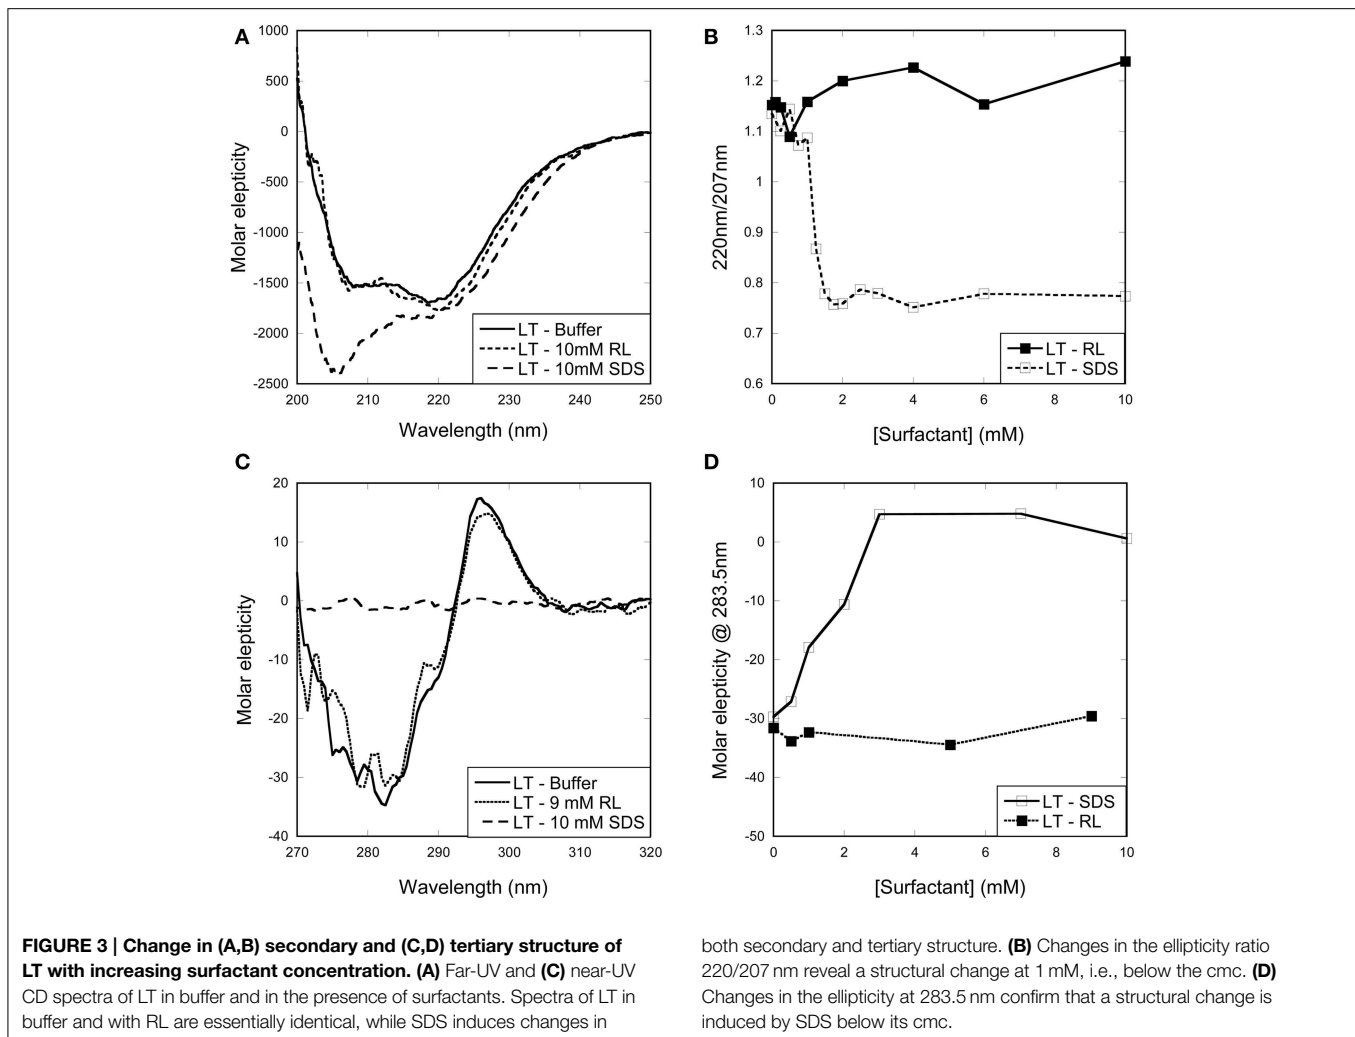 A
1000
500
0
-500
-1000
-1500
-2000
-2500
Molar elepticity
LT - Buffer
LT - 10mM RL
LT - 10mM SDS
200 210 220 230 240 250
Wavelength (nm)
B
1.3
1.2
1.1
1
0.9
0.8
0.7
0.6
220nm/207nm
LT - RL
LT - SDS
0 2 4 6 8 10
[Surfactant] (mM)
C
20
10
0
-10
-20
-30
-40
Molar elepticity
LT - Buffer
LT - 9 mM RL
LT - 10 mM SDS
270 280 290 300 310 320
Wavelength (nm)
D
10
0
-10
-20
-30
-40
-50
Molar elepticity @ 283.5nm
LT - SDS
LT - RL
0 2 4 6 8 10
[Surfactant] (mM)
FIGURE 3 | Change in (A,B) secondary and (C,D) tertiary structure of
LT with increasing surfactant concentration. (A) Far-UV and (C) near-UV
CD spectra of LT in buffer and in the presence of surfactants. Spectra of LT in
buffer and with RL are essentially identical, while SDS induces changes in
both secondary and tertiary structure. (B) Changes in the ellipticity ratio
220/207 nm reveal a structural change at 1 mM, i.e., below the cmc. (D)
Changes in the ellipticity at 283.5 nm confirm that a structural change is
induced by SDS below its cmc.